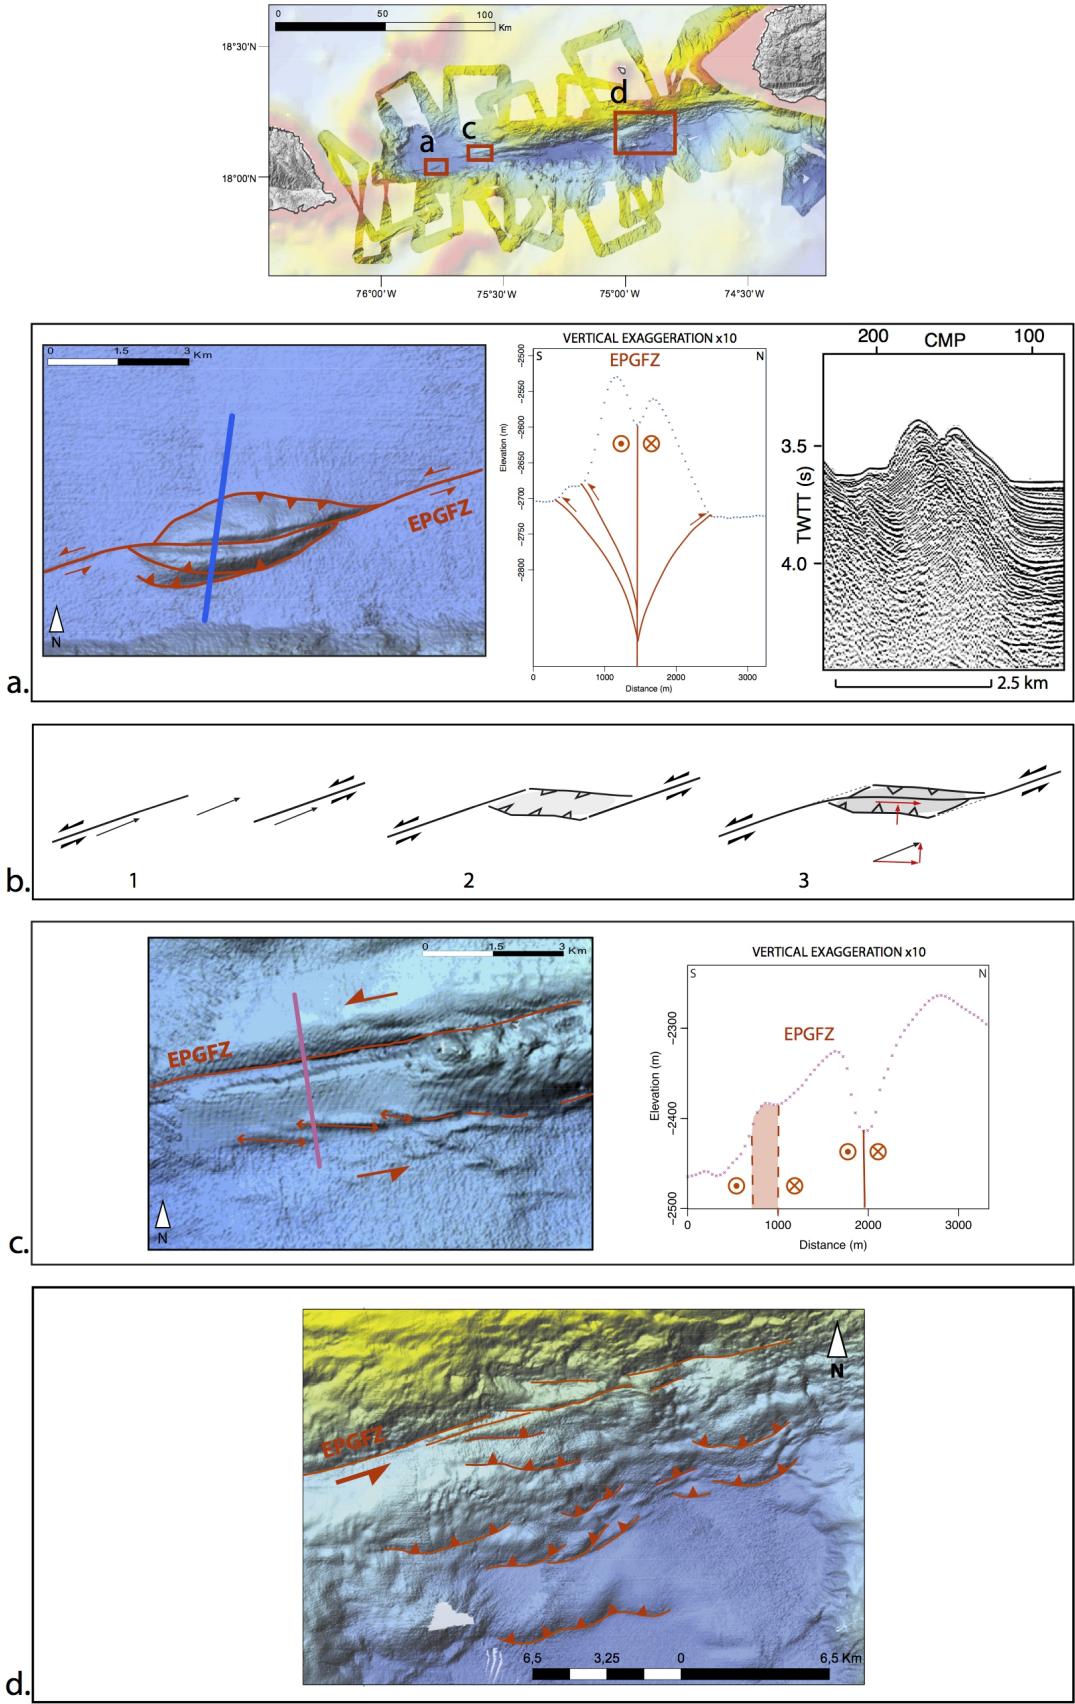 0 50 100
Km
18°30'N
18°00'N
a
c
d
76°00'W 75°30'W 75°00'W 74°30'W
0 1.5 3 Km
EPGFZ
N
VERTICAL EXAGGERATION x10
S EPGFZ N
Elevation (m)
-2500
-2550
-2600
-2650
-2700
-2750
-2800
0 1000 2000 3000
Distance (m)
200 CMP 100
TWTT (s)
3.5
4.0
2.5 km
a.
1 2 3
b.
0 1.5 3 Km
EPGFZ
N
VERTICAL EXAGGERATION x10
S N
EPGFZ
Elevation (m)
-2300
-2400
-2500
0 1000 2000 3000
Distance (m)
c.
N
EPGFZ
6,5 3,25 0 6,5 Km
d.